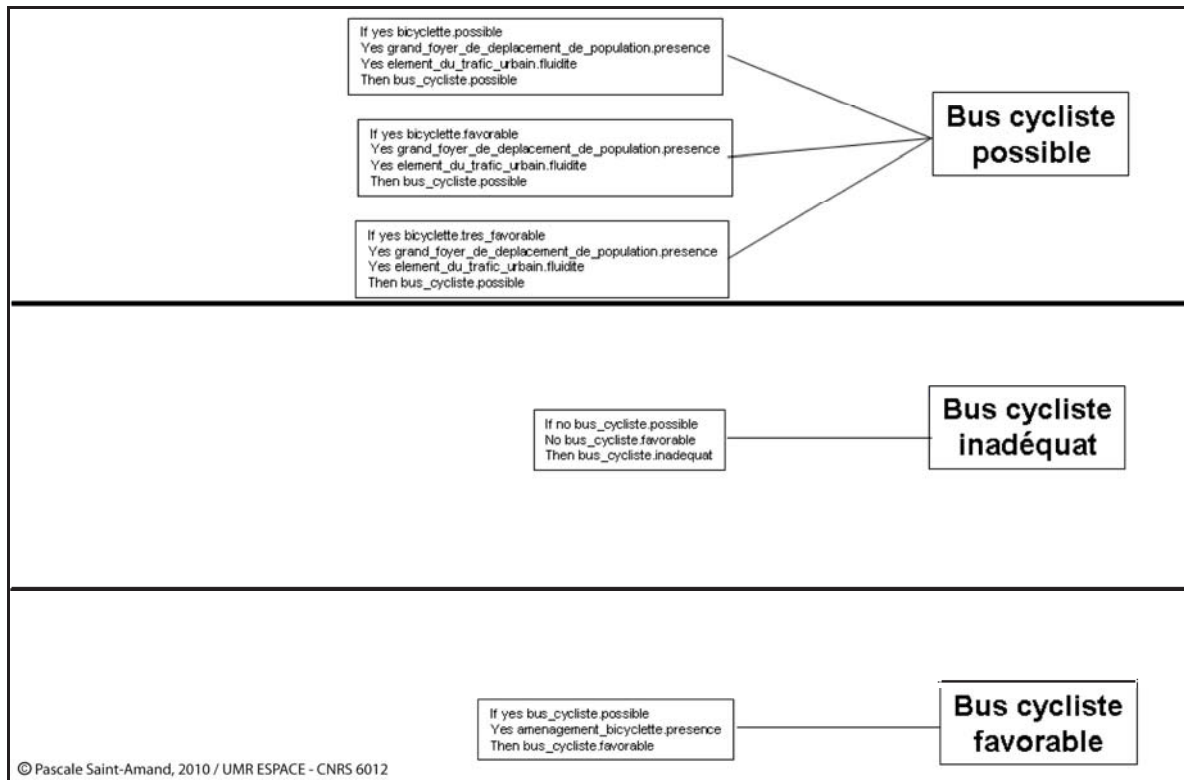 If yes bicyclette.possible
Yes grand_foyer_de_deplacement_de_population.presence
Yes element_du_trafic_urbain.fluidite
Then bus_cycliste.possible
If yes bicyclette.favorable
Yes grand_foyer_de_deplacement_de_population.presence
Yes element_du_trafic_urbain.fluidite
Then bus_cycliste.possible
If yes bicyclette.tres_favorable
Yes grand_foyer_de_deplacement_de_population.presence
Yes element_du_trafic_urbain.fluidite
Then bus_cycliste.possible
Bus cycliste
possible
If no bus_cycliste.possible
No bus_cycliste.favorable
Then bus_cycliste.inadequat
Bus cycliste
inadéquat
If yes bus_cycliste.possible
Yes amenagement_bicyclette.presence
Then bus_cycliste.favorable
Bus cycliste
favorable
© Pascale Saint-Amand, 2010 / UMR ESPACE - CNRS 6012